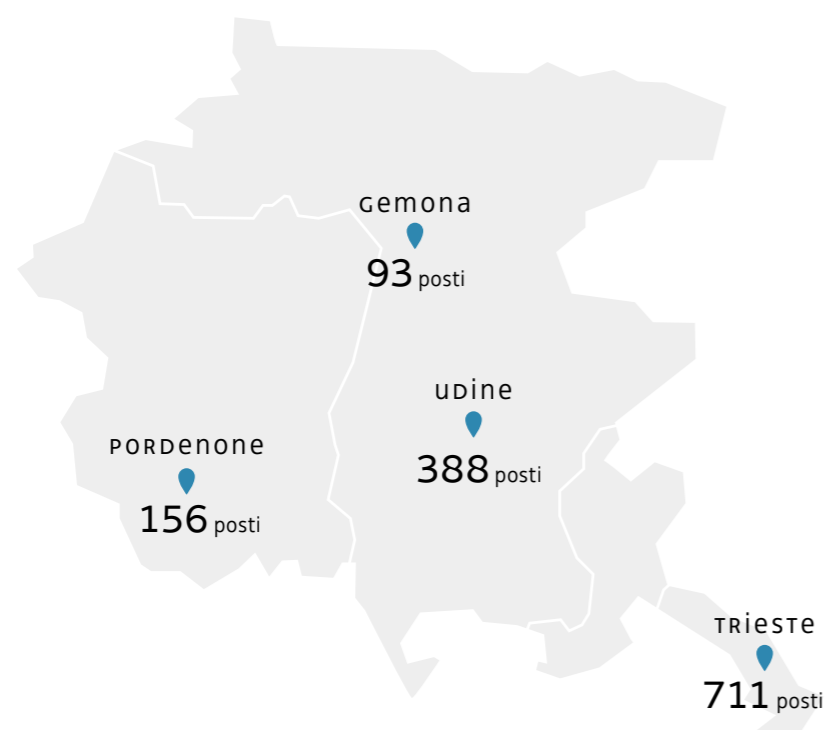 Gemona
93 posti
UDine
388 posti
PORDenone
156 posti
TRiesTe
711 posti